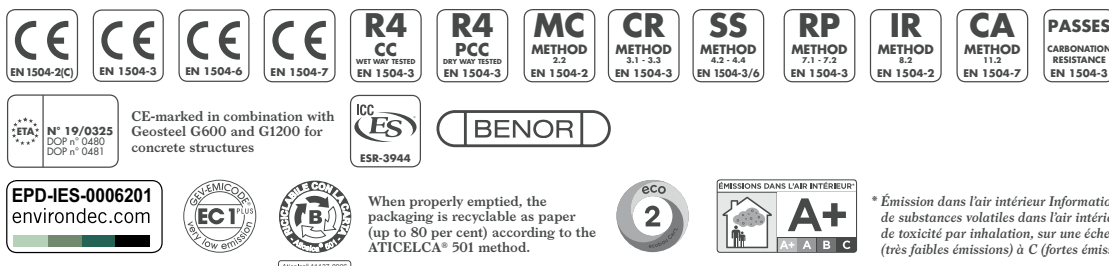 CE
EN 1504-2(C)
CE
EN 1504-3
CE
EN 1504-6
CE
EN 1504-7
R4
CC
WET WAY TESTED
EN 1504-3
R4
PCC
DRY WAY TESTED
EN 1504-3
MC
METHOD
2.2
EN 1504-2
CR
METHOD
3.1 - 3.3
EN 1504-3
SS
METHOD
4.2 - 4.4
EN 1504-3/6
RP
METHOD
7.1 - 7.2
EN 1504-3
IR
METHOD
8.2
EN 1504-2
CA
METHOD
11.2
EN 1504-7
PASSES
CARBONATION
RESISTANCE
EN 1504-3
ETA
N° 19/0325
DOP n° 0480
DOP n° 0481
CE-marked in combination with
Geosteel G600 and G1200 for
concrete structures
ICC
ES
ESR-3944
BENOR
EPD-IES-0006201
environdec.com
GEV-EMICODE
EC 1 PLUS
very low emission
RICICLABILE CON LA CARTA
B
Aticelca® 501
When properly emptied, the
packaging is recyclable as paper
(up to 80 per cent) according to the
ATICELCA® 501 method.
eco
2
ÉMISSIONS DANS L'AIR INTÉRIEUR*
A+
A+ A B C
* Émission dans l'air intérieur Information
de substances volatiles dans l'air intérieur
de toxicité par inhalation, sur une échelle
(très faibles émissions) à C (fortes émissions